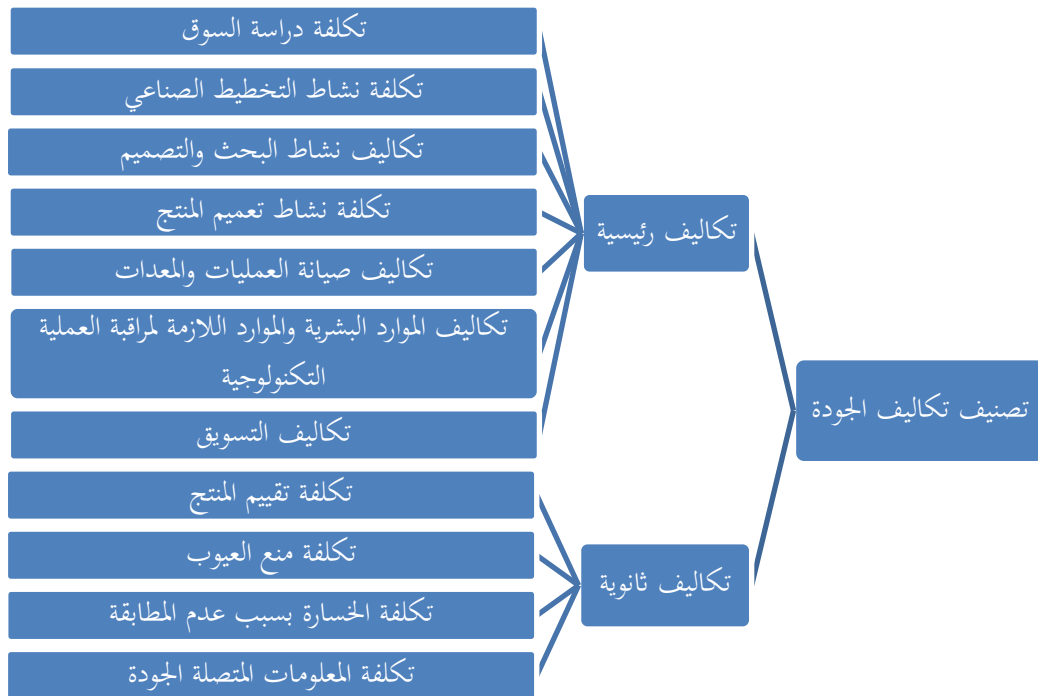 تصنيف تكاليف الجودة
تكاليف رئيسية
تكلفة دراسة السوق
تكلفة نشاط التخطيط الصناعي
تكاليف نشاط البحث والتصميم
تكلفة نشاط تعميم المنتج
تكاليف صيانة العمليات والمعدات
تكاليف الموارد البشرية والموارد اللازمة لمراقبة العملية
التكنولوجية
تكاليف التسويق
تكاليف ثانوية
تكلفة تقييم المنتج
تكلفة منع العيوب
تكلفة الخسارة بسبب عدم المطابقة
تكلفة المعلومات المتصلة الجودة